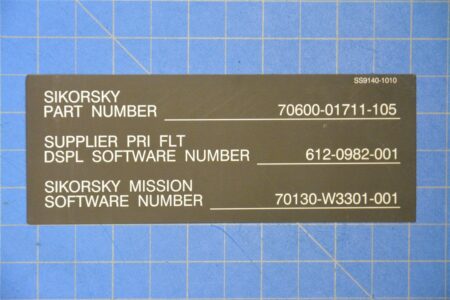 SS9140-1010
SIKORSKY
PART NUMBER 70600-01711-105
SUPPLIER PRI FLT
DSPL SOFTWARE NUMBER 612-0982-001
SIKORSKY MISSION
SOFTWARE NUMBER 70130-W3301-001